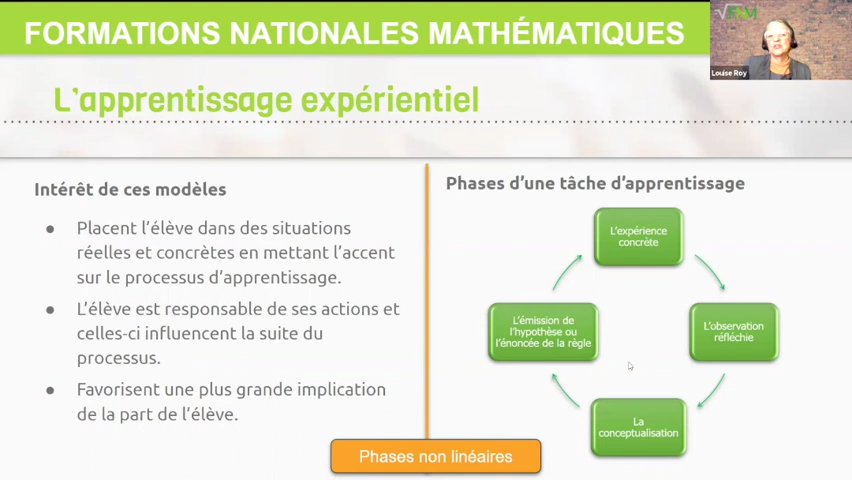 FORMATIONS NATIONALES MATHÉMATIQUES
Louise Roy
L'apprentissage expérientiel
Intérêt de ces modèles
● Placent l'élève dans des situations
réelles et concrètes en mettant l'accent
sur le processus d'apprentissage.
● L'élève est responsable de ses actions et
celles-ci influencent la suite du
processus.
● Favorisent une plus grande implication
de la part de l'élève.
Phases d'une tâche d'apprentissage
L'expérience
concrète
L'observation
réfléchie
La
conceptualisation
L'émission de
l'hypothèse ou
l'énoncée de la règle
Phases non linéaires